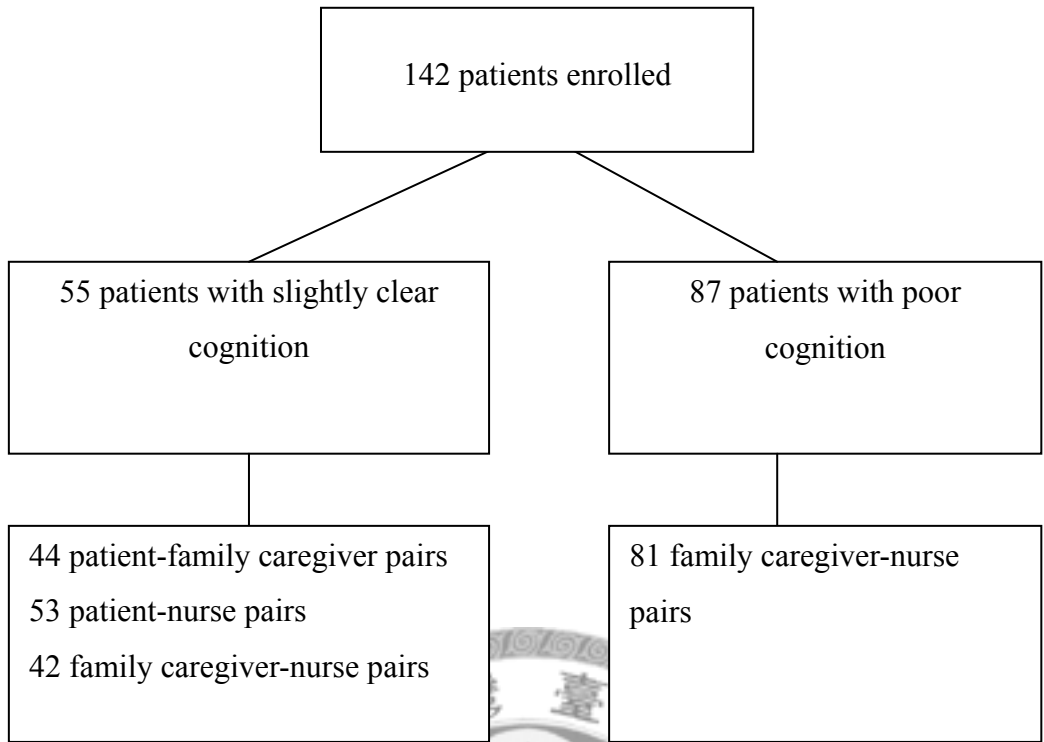 142 patients enrolled
55 patients with slightly clear
cognition
87 patients with poor
cognition
44 patient-family caregiver pairs
53 patient-nurse pairs
42 family caregiver-nurse pairs
81 family caregiver-nurse
pairs
臺